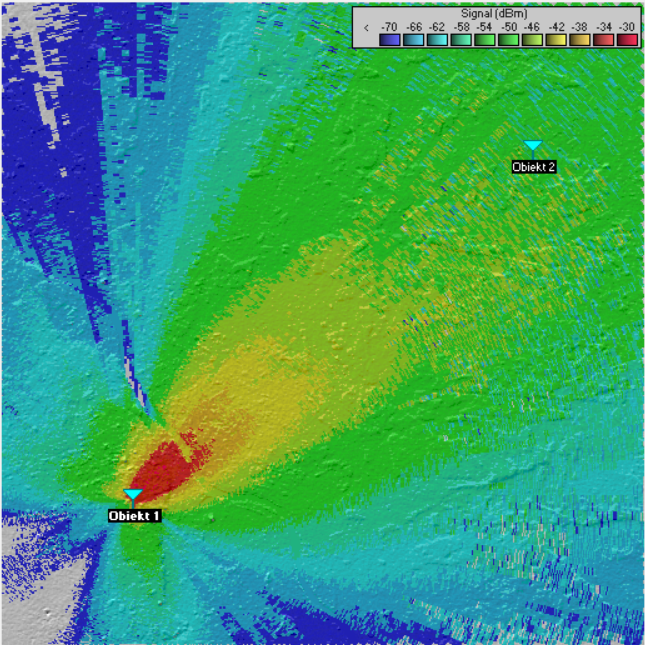 Signal (dBm)
< -70 -66 -62 -58 -54 -50 -46 -42 -38 -34 -30
Obiekt 2
Obiekt 1